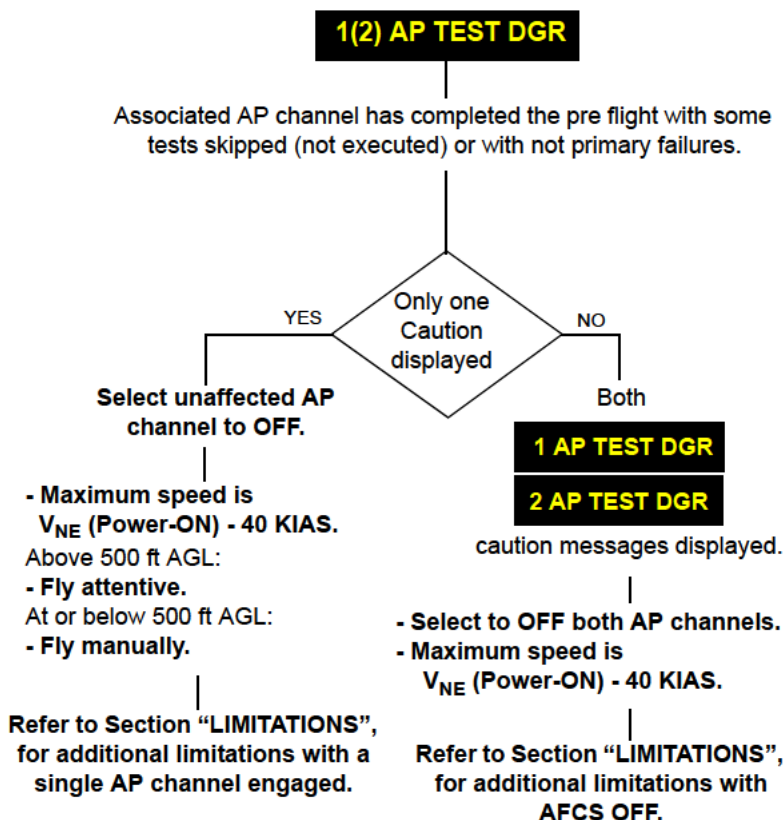 1(2) AP TEST DGR
Associated AP channel has completed the pre flight with some
tests skipped (not executed) or with not primary failures.
Only one
Caution
displayed
YES
NO
Select unaffected AP
channel to OFF.
- Maximum speed is
VNE (Power-ON) - 40 KIAS.
Above 500 ft AGL:
- Fly attentive.
At or below 500 ft AGL:
- Fly manually.
Refer to Section “LIMITATIONS”,
for additional limitations with a
single AP channel engaged.
Both
1 AP TEST DGR
2 AP TEST DGR
caution messages displayed.
- Select to OFF both AP channels.
- Maximum speed is
VNE (Power-ON) - 40 KIAS.
Refer to Section “LIMITATIONS”,
for additional limitations with
AFCS OFF.